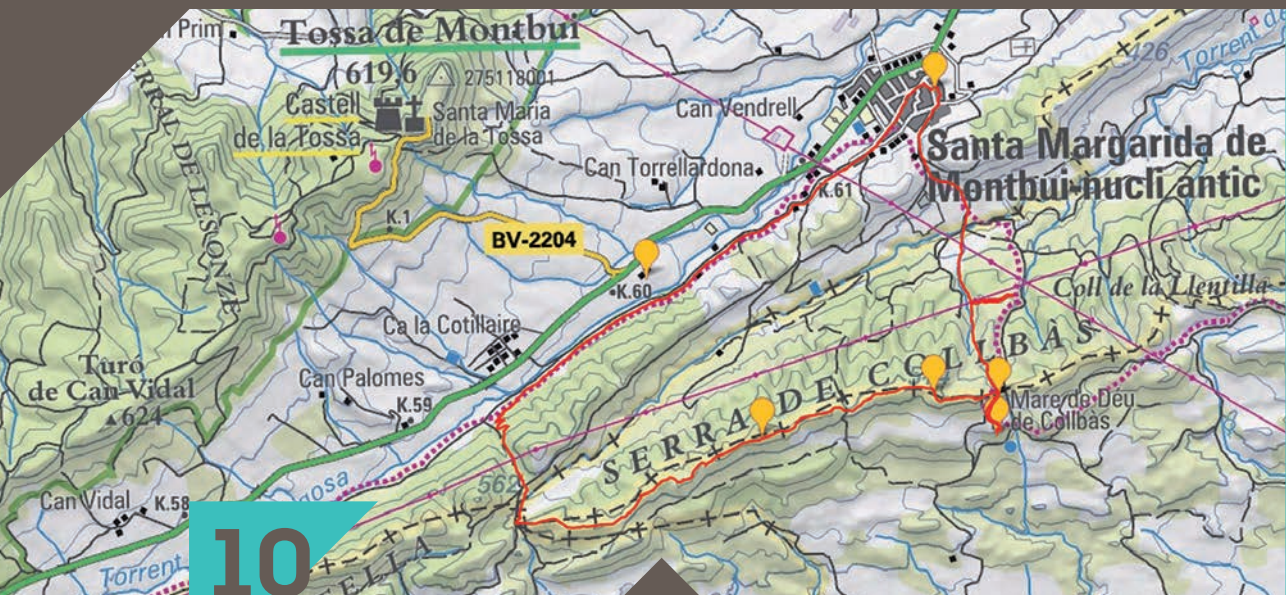 Prim
Tossa de Montbui
619,6
275118001
426
Torrent d
Castell
de la Tossa
Santa Maria
de la Tossa
Can Vendrell
SERRAL DE LES ONZE
Santa Margarida de
Montbui-nucli antic
Can Torrellardona
K.61
K.1
BV-2204
K.60
Coll de la Llentilla
Ca la Cotillaire
SERRA DE COLLBÀS
Turó
de Can Vidal
624
Can Palomes
K.59
Mare de Déu
de Collbàs
562
Can Vidal
K.58
Torrent
10